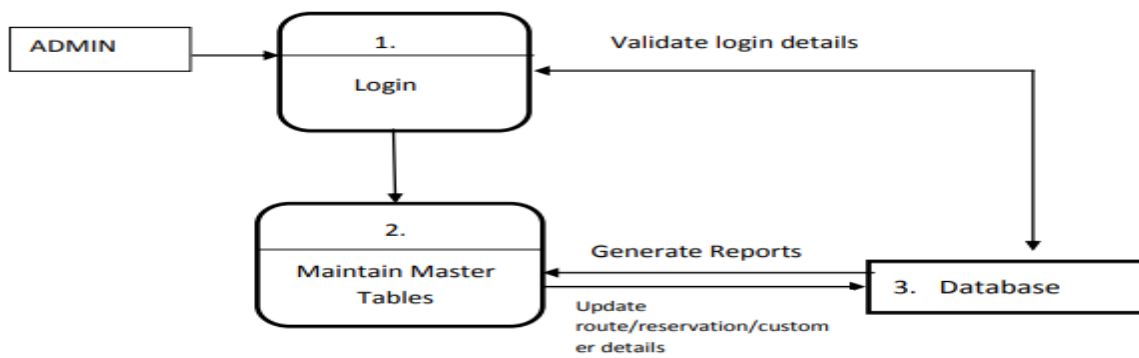 ADMIN
1.
Login
Validate login details
2.
Maintain Master
Tables
Generate Reports
Update
route/reservation/custom
er details
3. Database